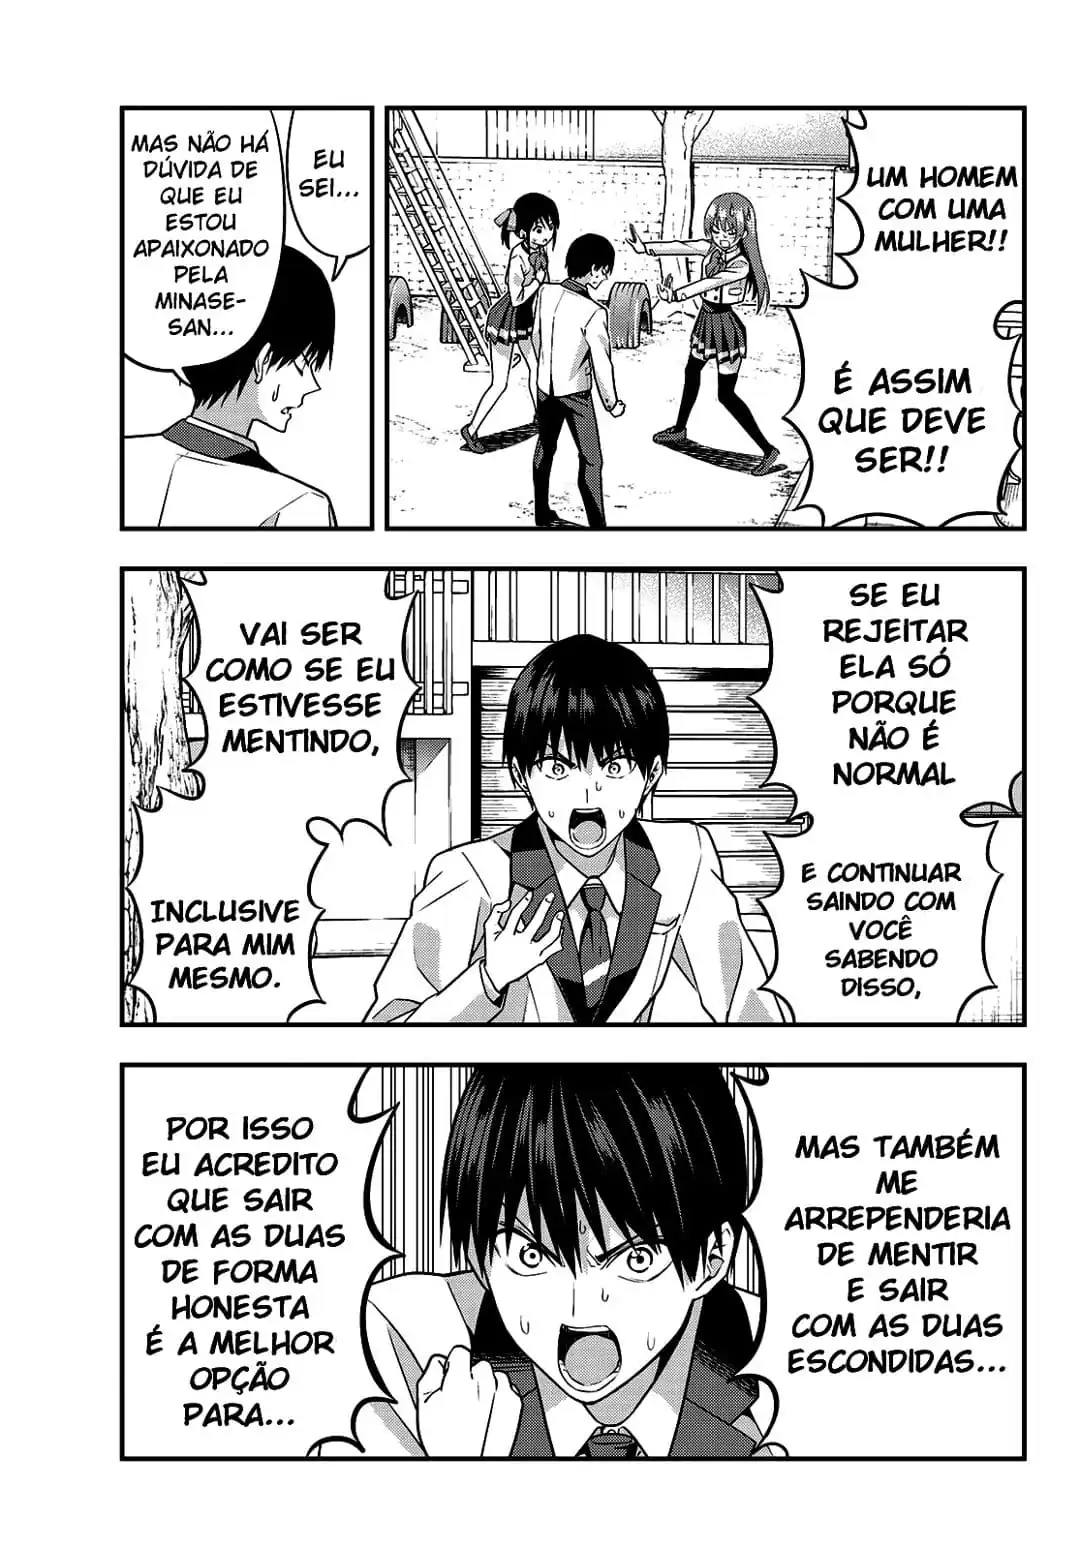 UM HOMEM
COM UMA
MULHER!!
É ASSIM
QUE DEVE
SER!!
EU
SEI...
MAS NÃO HÁ
DÚVIDA DE
QUE EU
ESTOU
APAIXONADO
PELA
MINASE-
SAN...
SE EU
REJEITAR
ELA SÓ
PORQUE
NÃO É
NORMAL
E CONTINUAR
SAINDO COM
VOCÊ
SABENDO
DISSO,
VAI SER
COMO SE EU
ESTIVESSE
MENTINDO,
INCLUSIVE
PARA MIM
MESMO.
MAS TAMBÉM
ME
ARREPENDERIA
DE MENTIR
E SAIR
COM AS DUAS
ESCONDIDAS...
POR ISSO
EU ACREDITO
QUE SAIR
COM AS DUAS
DE FORMA
HONESTA
É A MELHOR
OPÇÃO
PARA...